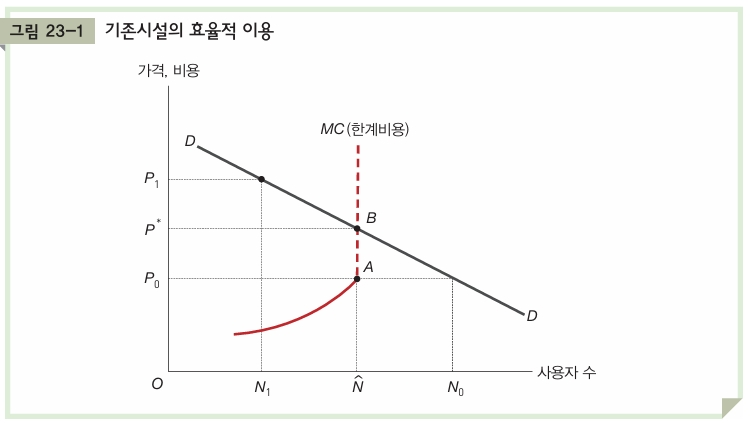 그림 23-1 기존시설의 효율적 이용
가격, 비용
MC(한계비용)
D
P₁
B
P*
A
P₀
D
O
N₁
N̂
N₀
사용자 수